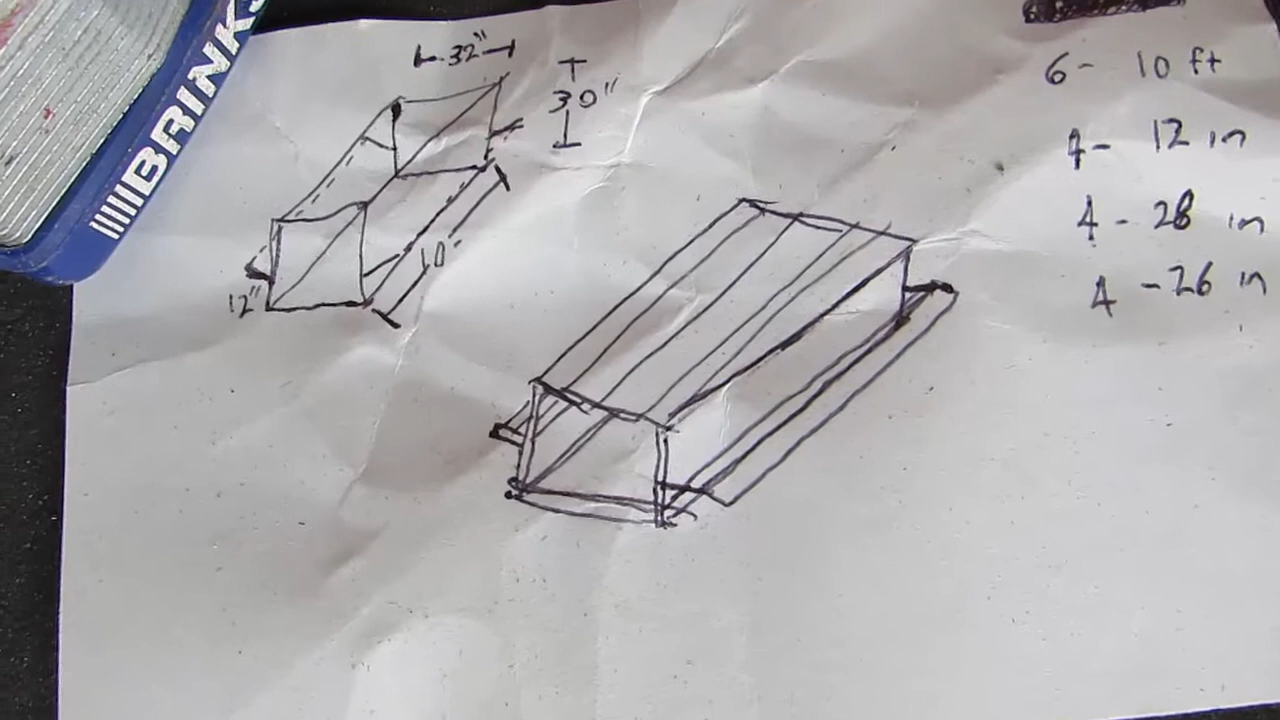 BRINKS
32"
30"
10'
12"
6- 10 ft
4- 12 in
4 - 28 in
4 - 26 in